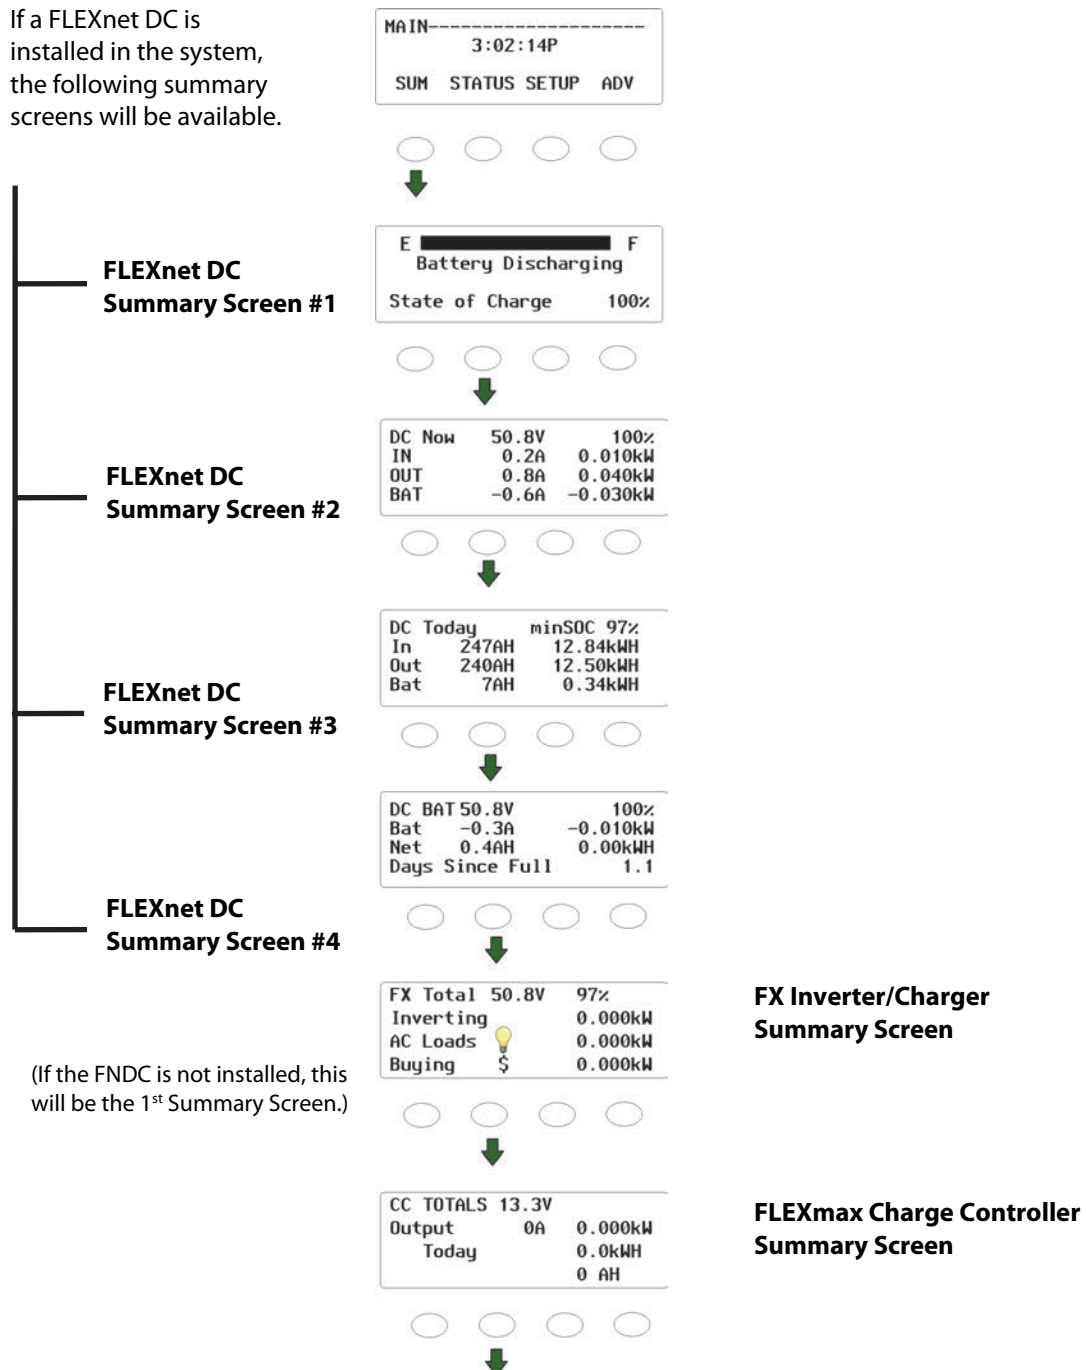 If a FLEXnet DC is
installed in the system,
the following summary
screens will be available.
MAIN--------------------
3:02:14P
SUM STATUS SETUP ADV
FLEXnet DC
Summary Screen #1
E F
Battery Discharging
State of Charge 100%
FLEXnet DC
Summary Screen #2
DC Now 50.8V 100%
IN 0.2A 0.010kW
OUT 0.8A 0.040kW
BAT -0.6A -0.030kW
FLEXnet DC
Summary Screen #3
DC Today minSOC 97%
In 247AH 12.84kWH
Out 240AH 12.50kWH
Bat 7AH 0.34kWH
FLEXnet DC
Summary Screen #4
DC BAT 50.8V 100%
Bat -0.3A -0.010kW
Net 0.4AH 0.00kWH
Days Since Full 1.1
(If the FNDC is not installed, this
will be the 1st Summary Screen.)
FX Total 50.8V 97%
Inverting 0.000kW
AC Loads 0.000kW
Buying $ 0.000kW
FX Inverter/Charger
Summary Screen
CC TOTALS 13.3V
Output 0A 0.000kW
Today 0.0kWH
0 AH
FLEXmax Charge Controller
Summary Screen